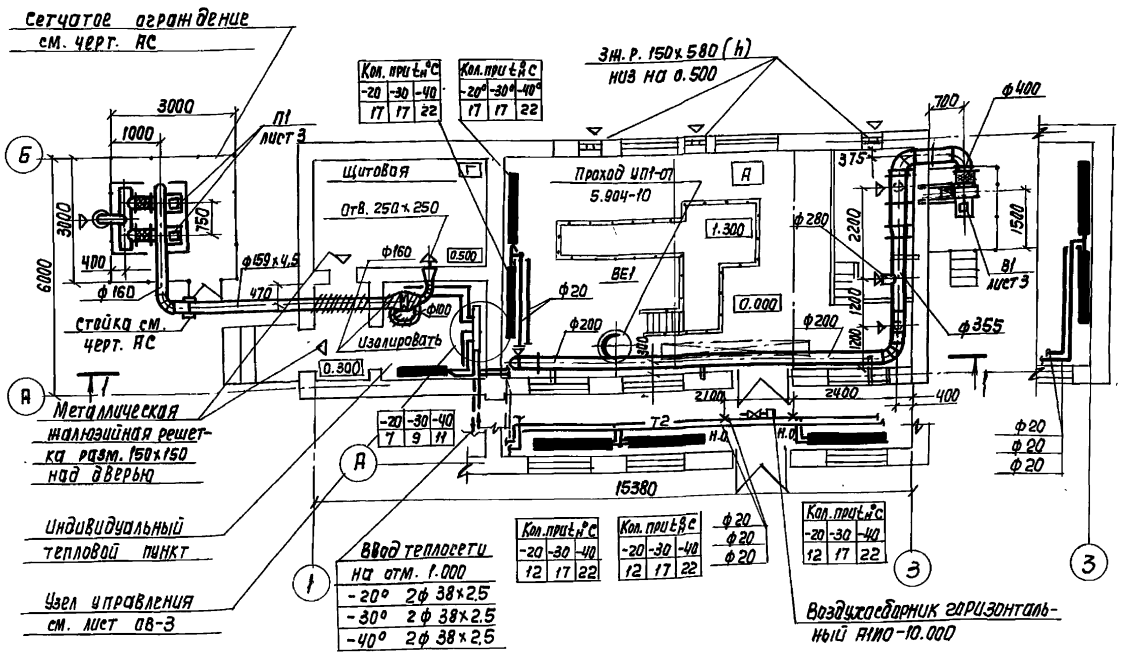 Сетчатое ограждение
см. черт. АС
3000
1000
П1
лист 3
Кол. при tн°С
-20 -30 -40
17 17 22
Кол. при tн°С
-20° -30° -40°
17 17 22
3 ж.р. 150х580 (h)
низ на 0.500
700
ф400
375
Б
6000
3000
750
400
ф160
ф159х4,5
470
Щитовая
Г
Отв. 250х250
ф160
0.500
ф100
Изолировать
0.300
Проход УП1-07
5.904-10
А
1.300
ВЕ1
0.000
ф20
ф200
300
ф200
ф280
2200
1200
1200
1500
В1
лист 3
ф355
Стойка см.
черт. АС
А
1
1
2100
2400
400
Металлическая
жалюзийная решет-
ка разм. 150х150
над дверью
-20 -30 -40
7 9 11
А
Т2
Н.О.
Н.О.
ф20
ф20
ф20
15380
Индивидуальный
тепловой пункт
Узел управления
см. лист ОВ-3
Ввод теплосети
на отм. 1.000
-20° 2ф 38х2,5
-30° 2ф 38х2,5
-40° 2ф 38х2,5
Кол. при tн°С
-20 -30 -40
12 17 22
Кол. при tн°С
-20 -30 -40
12 17 22
ф20
ф20
ф20
Кол. при tн°С
-20 -30 -40
12 17 22
1
3
3
Воздухосборник горизонталь-
ный А1И0-10.000